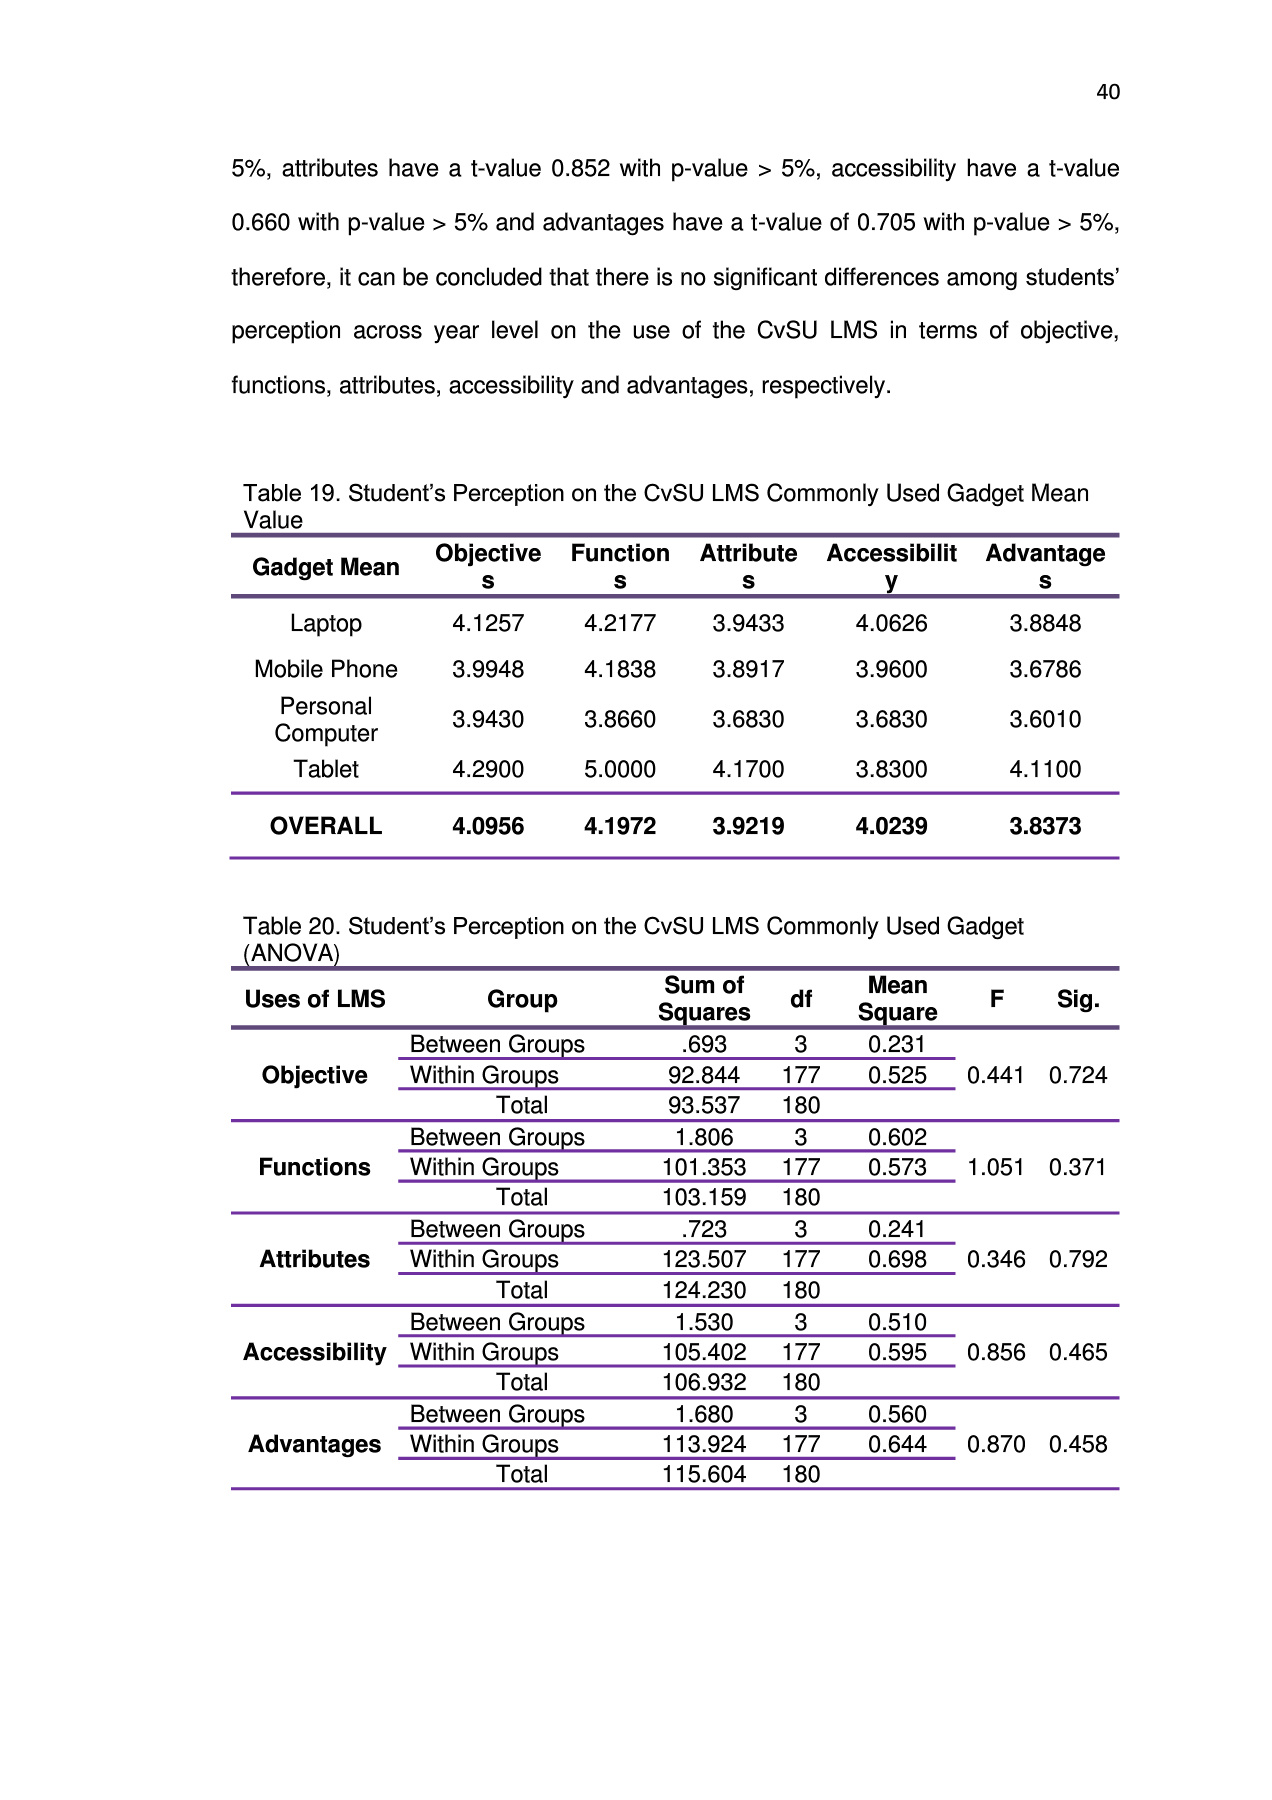 40
5%, attributes have a t-value 0.852 with p-value > 5%, accessibility have a t-value
0.660 with p-value > 5% and advantages have a t-value of 0.705 with p-value > 5%,
therefore, it can be concluded that there is no significant differences among students’
perception across year level on the use of the CvSU LMS in terms of objective,
functions, attributes, accessibility and advantages, respectively.
Table 19. Student’s Perception on the CvSU LMS Commonly Used Gadget Mean
Value
Gadget Mean Objective Function Attribute Accessibilit Advantage
s s s y s
Laptop 4.1257 4.2177 3.9433 4.0626 3.8848
Mobile Phone 3.9948 4.1838 3.8917 3.9600 3.6786
Personal
Computer 3.9430 3.8660 3.6830 3.6830 3.6010
Tablet 4.2900 5.0000 4.1700 3.8300 4.1100
OVERALL 4.0956 4.1972 3.9219 4.0239 3.8373
Table 20. Student’s Perception on the CvSU LMS Commonly Used Gadget
(ANOVA)
Uses of LMS Group Sum of Squares df Mean Square F Sig.
Between Groups .693 3 0.231
Objective Within Groups 92.844 177 0.525 0.441 0.724
Total 93.537 180
Between Groups 1.806 3 0.602
Functions Within Groups 101.353 177 0.573 1.051 0.371
Total 103.159 180
Between Groups .723 3 0.241
Attributes Within Groups 123.507 177 0.698 0.346 0.792
Total 124.230 180
Between Groups 1.530 3 0.510
Accessibility Within Groups 105.402 177 0.595 0.856 0.465
Total 106.932 180
Between Groups 1.680 3 0.560
Advantages Within Groups 113.924 177 0.644 0.870 0.458
Total 115.604 180